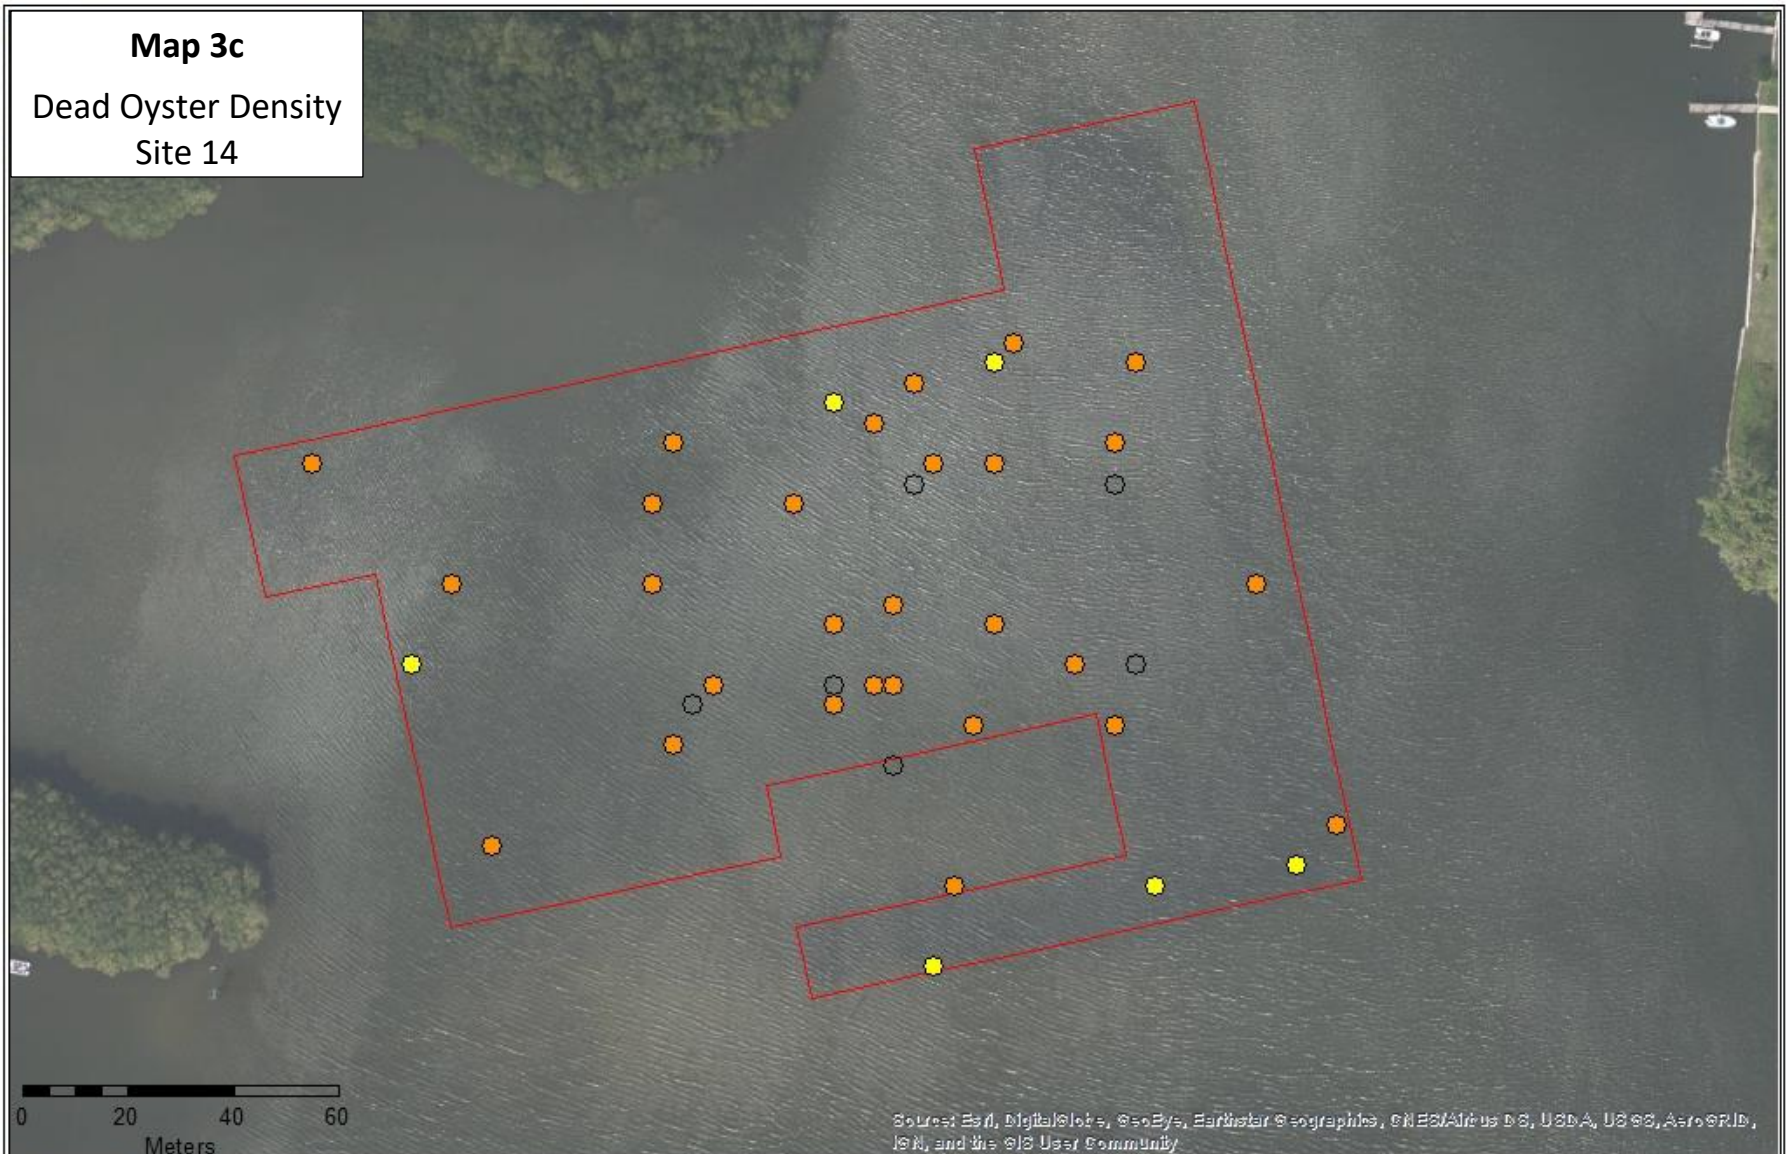 Map 3c
Dead Oyster Density
Site 14
0 20 40 60
Meters
Source: Esri, DigitalGlobe, GeoEye, Earthstar Geographics, CNES/Airbus DS, USDA, USGS, AeroGRID,
IGN, and the GIS User Community